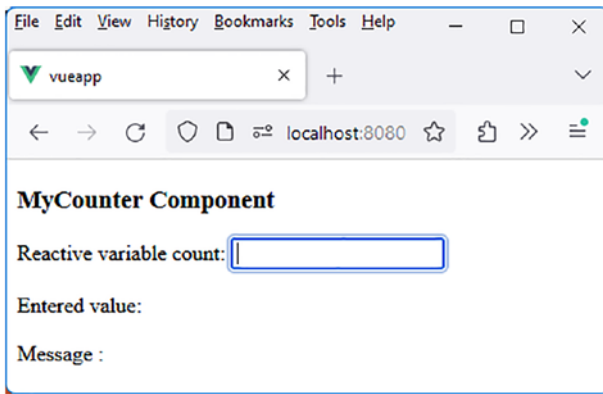 File Edit View History Bookmarks Tools Help
vueapp
localhost:8080
MyCounter Component
Reactive variable count:
Entered value:
Message :